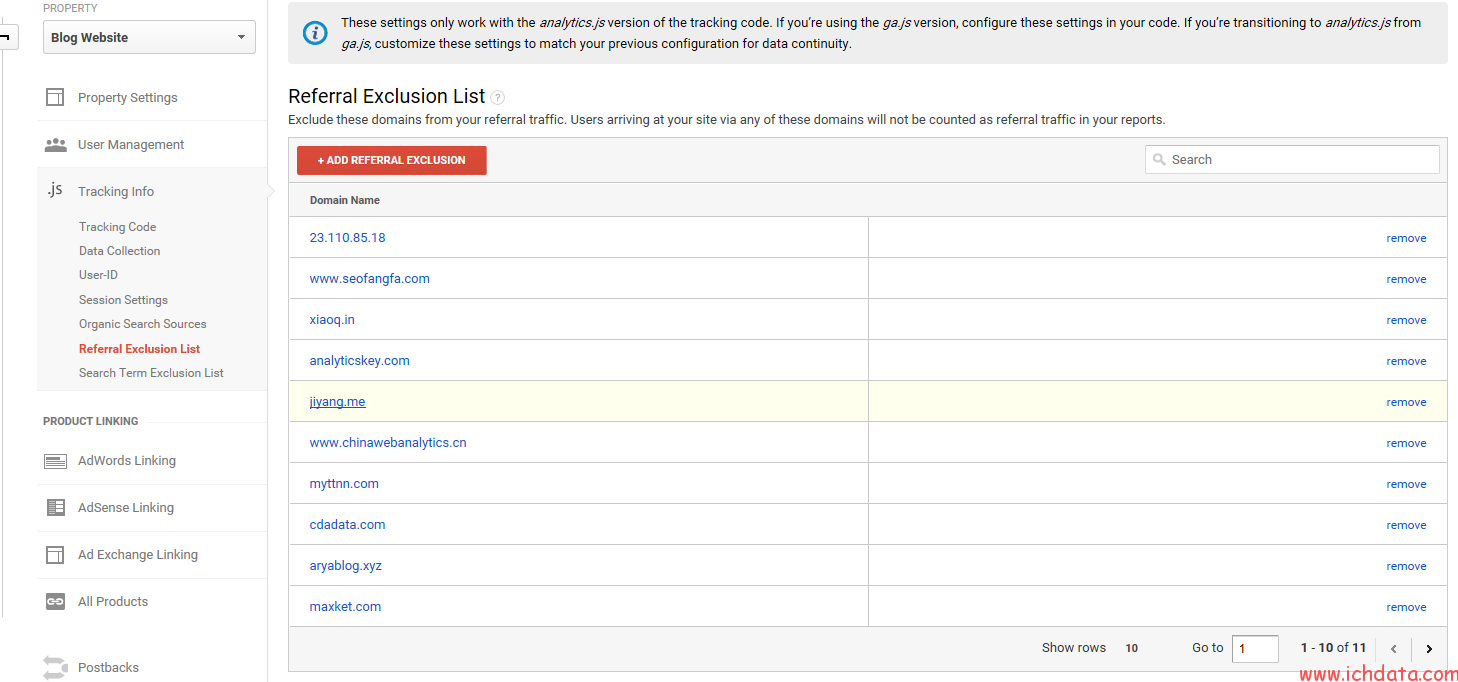 PROPERTY
Blog Website
Property Settings
User Management
.js Tracking Info
Tracking Code
Data Collection
User-ID
Session Settings
Organic Search Sources
Referral Exclusion List
Search Term Exclusion List
PRODUCT LINKING
AdWords Linking
AdSense Linking
Ad Exchange Linking
All Products
Postbacks
These settings only work with the analytics.js version of the tracking code. If you're using the ga.js version, configure these settings in your code. If you're transitioning to analytics.js from
ga.js, customize these settings to match your previous configuration for data continuity.
Referral Exclusion List ?
Exclude these domains from your referral traffic. Users arriving at your site via any of these domains will not be counted as referral traffic in your reports.
+ ADD REFERRAL EXCLUSION
Search
Domain Name
23.110.85.18 remove
www.seofangfa.com remove
xiaoq.in remove
analyticskey.com remove
jiyang.me remove
www.chinawebanalytics.cn remove
myttnn.com remove
cdadata.com remove
aryablog.xyz remove
maxket.com remove
Show rows 10 Go to 1 1 - 10 of 11
www.ichdata.com